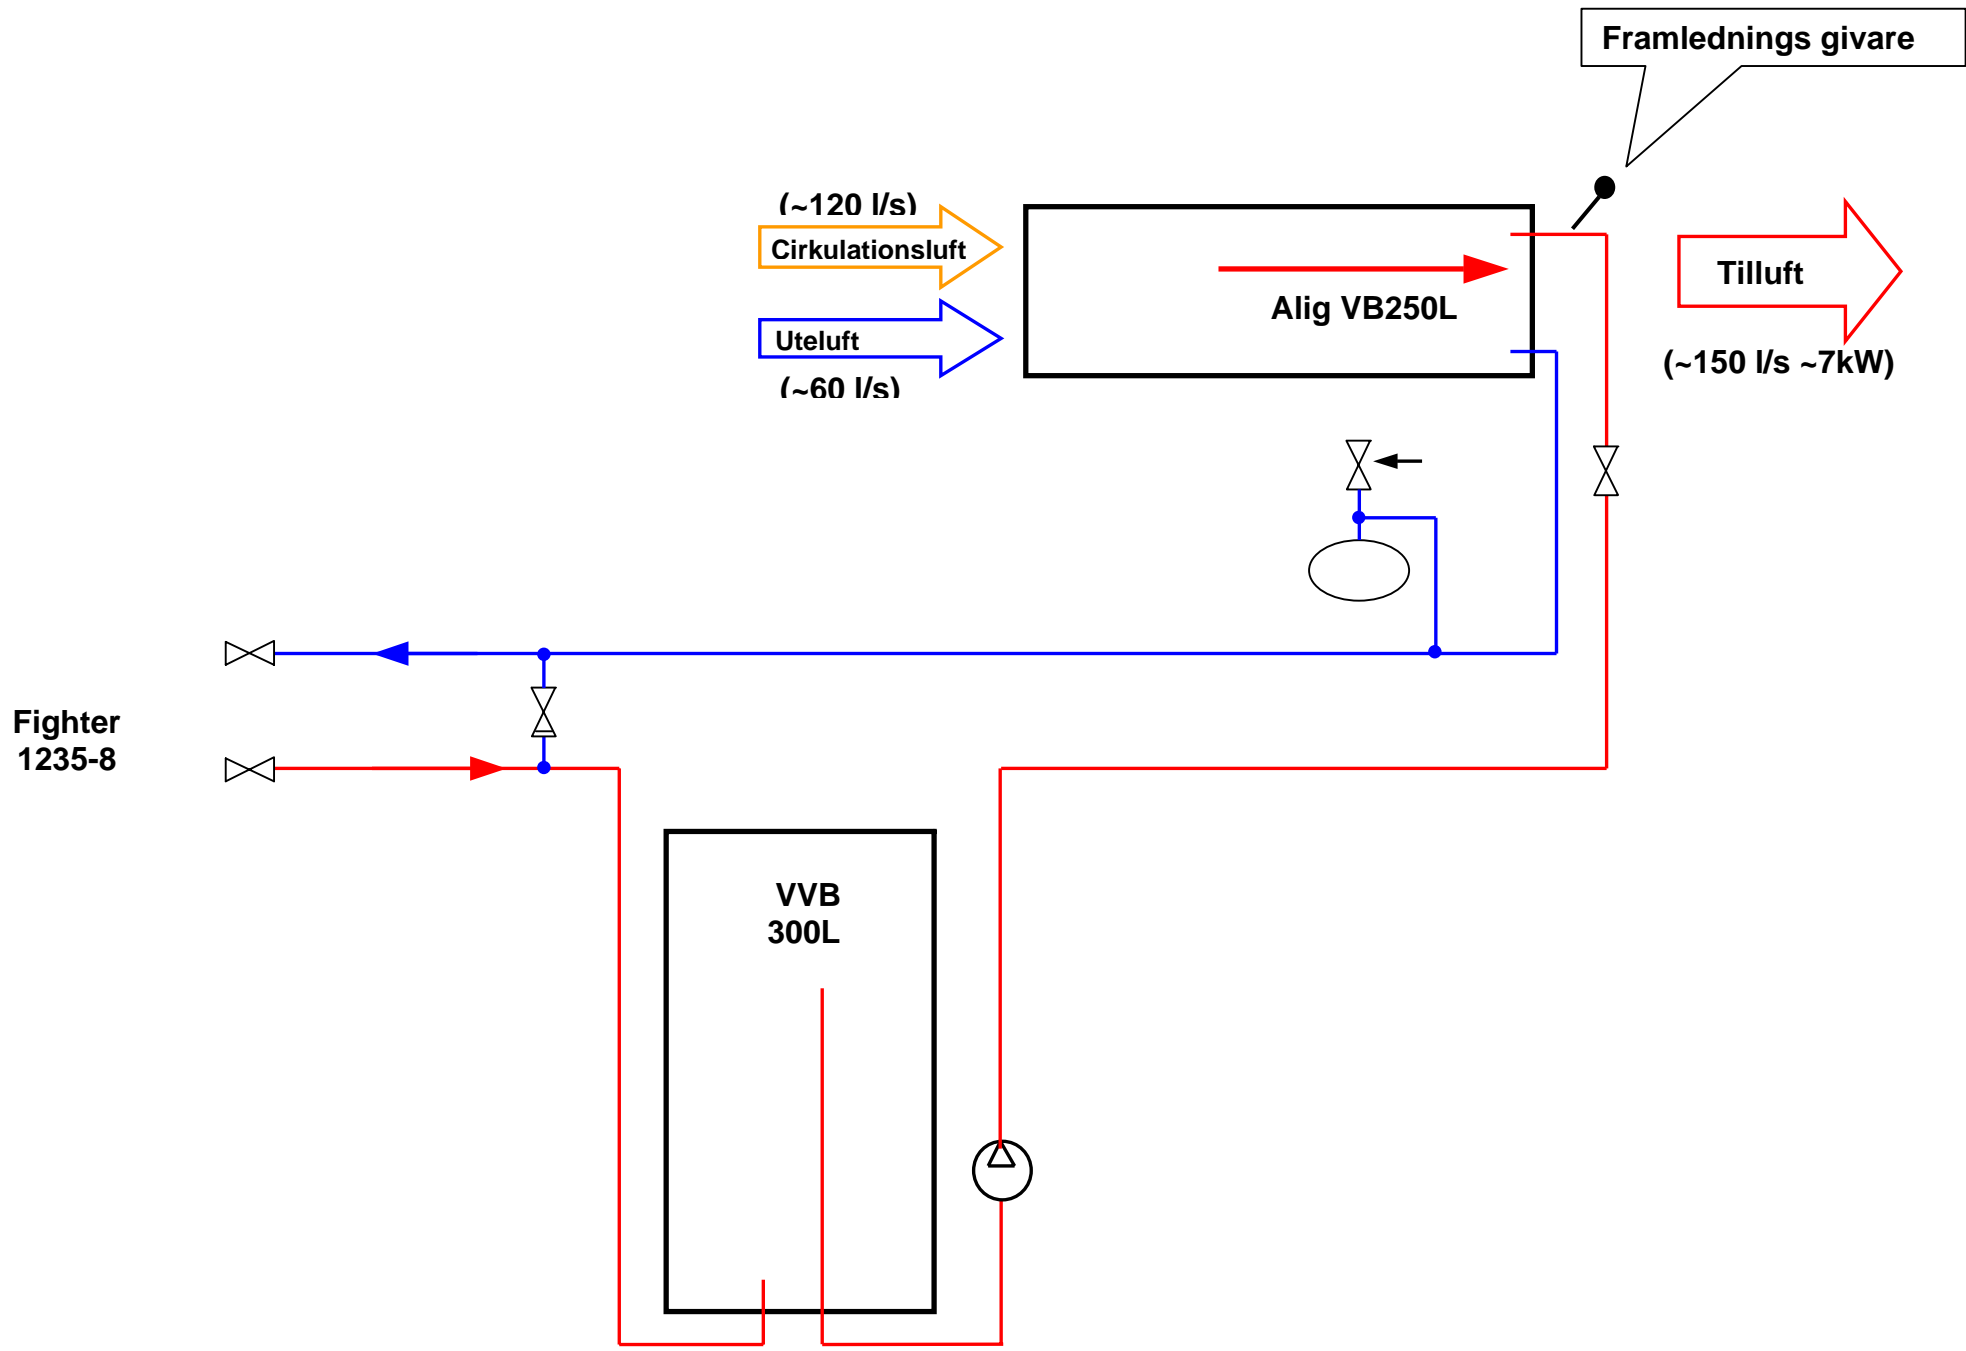 Framlednings givare
(~120 l/s)
Cirkulationsluft
Uteluft
(~60 l/s)
Alig VB250L
Tilluft
(~150 l/s ~7kW)
Fighter
1235-8
VVB
300L